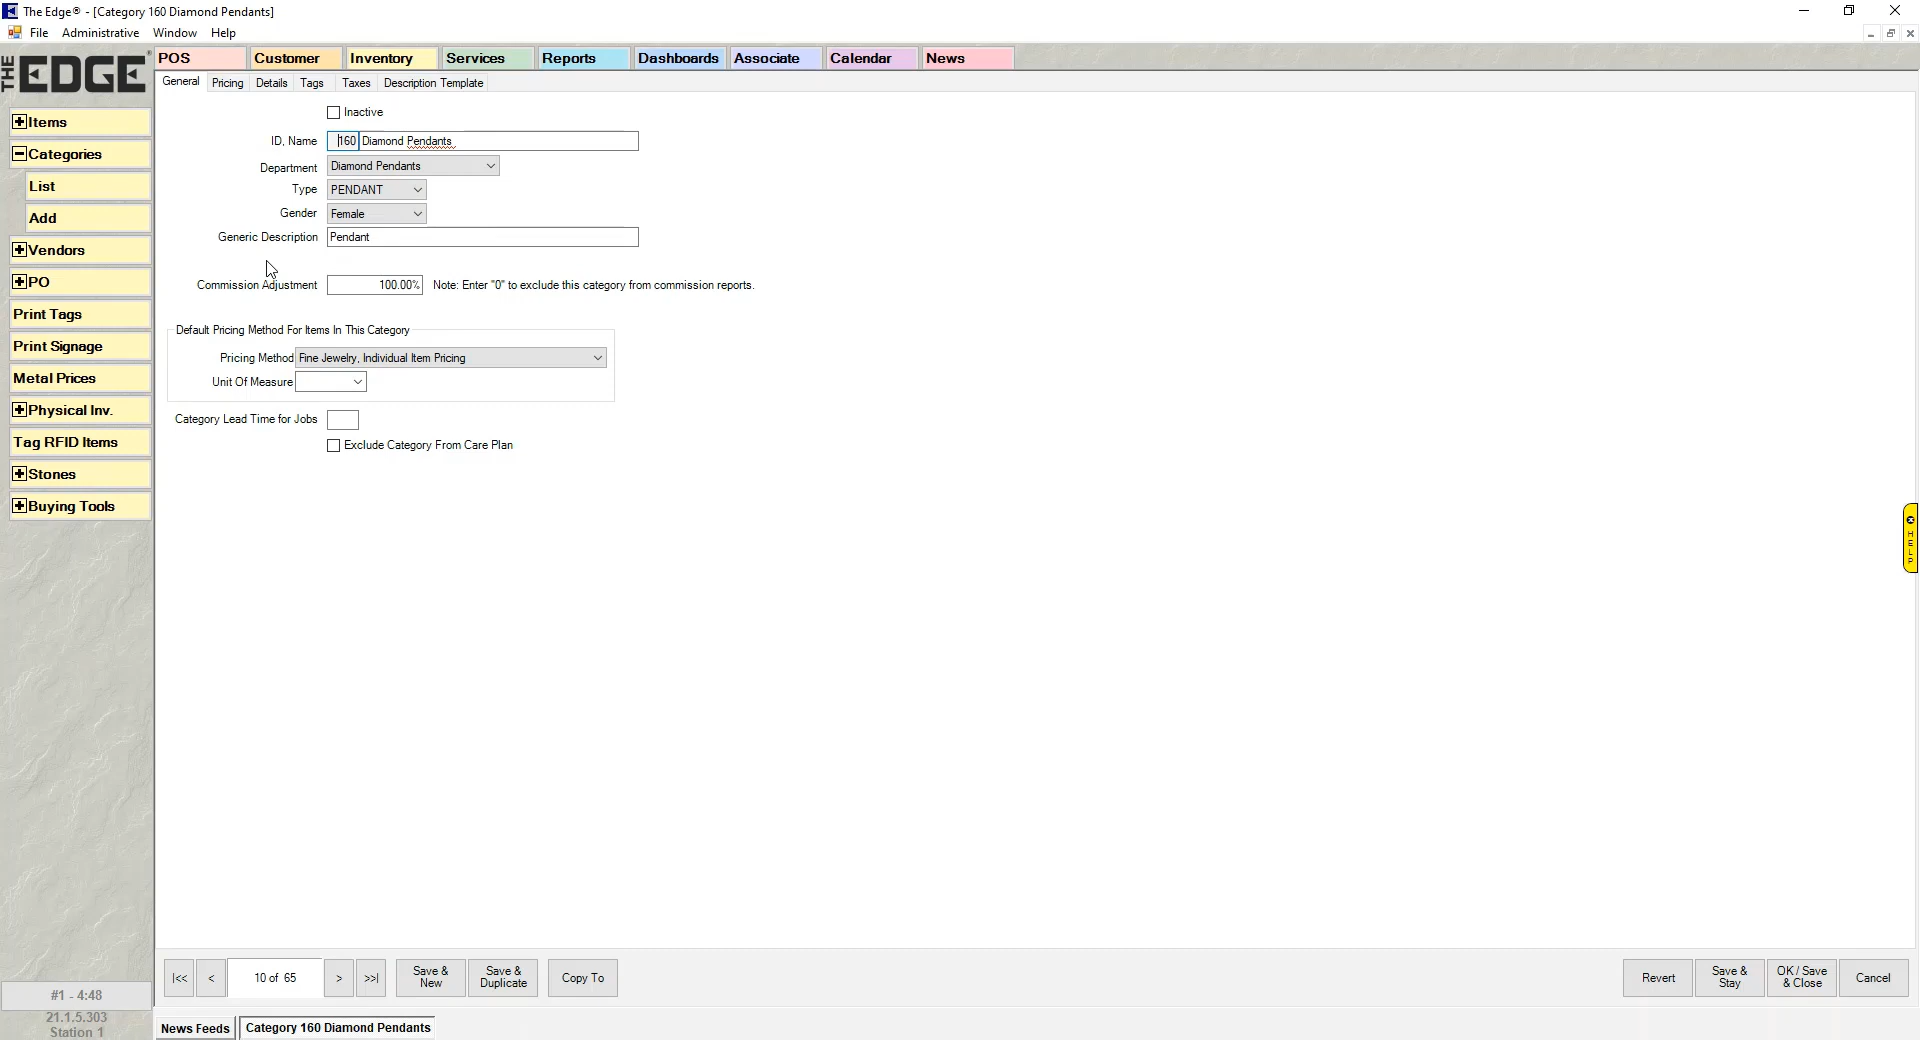 The Edge® - [Category 160 Diamond Pendants]
File Administrative Window Help
THE EDGE®
POS Customer Inventory Services Reports Dashboards Associate Calendar News
General Pricing Details Tags Taxes Description Template
Items
Categories
List
Add
Vendors
PO
Print Tags
Print Signage
Metal Prices
Physical Inv.
Tag RFID Items
Stones
Buying Tools
Inactive
ID, Name 160 Diamond Pendants
Department Diamond Pendants
Type PENDANT
Gender Female
Generic Description Pendant
Commission Adjustment 100.00% Note: Enter "0" to exclude this category from commission reports.
Default Pricing Method For Items In This Category
Pricing Method Fine Jewelry, Individual Item Pricing
Unit Of Measure
Category Lead Time for Jobs
Exclude Category From Care Plan
HELP
|<< < 10 of 65 > >>|
Save & New
Save & Duplicate
Copy To
Revert
Save & Stay
OK / Save & Close
Cancel
#1 - 4:48
21.1.5.303
Station 1
News Feeds Category 160 Diamond Pendants